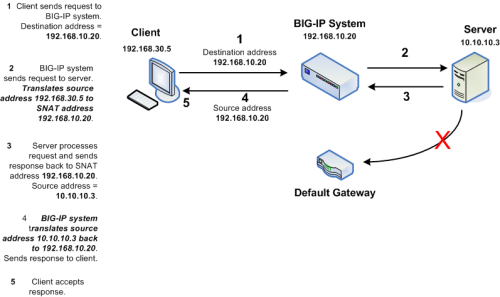 1 Client sends request to
BIG-IP system.
Destination address =
192.168.10.20.
2 BIG-IP system
sends request to server.
Translates source
address 192.168.30.5 to
SNAT address
192.168.10.20.
3 Server processes
request and sends
response back to SNAT
address 192.168.10.20.
Source address =
10.10.10.3.
4 BIG-IP system
translates source
address 10.10.10.3 back
to 192.168.10.20.
Sends response to client.
5 Client accepts
response.
Client
192.168.30.5
1
Destination address
192.168.10.20
BIG-IP System
192.168.10.20
2
Server
10.10.10.3
3
4
5
Source address
192.168.10.20
X
Default Gateway